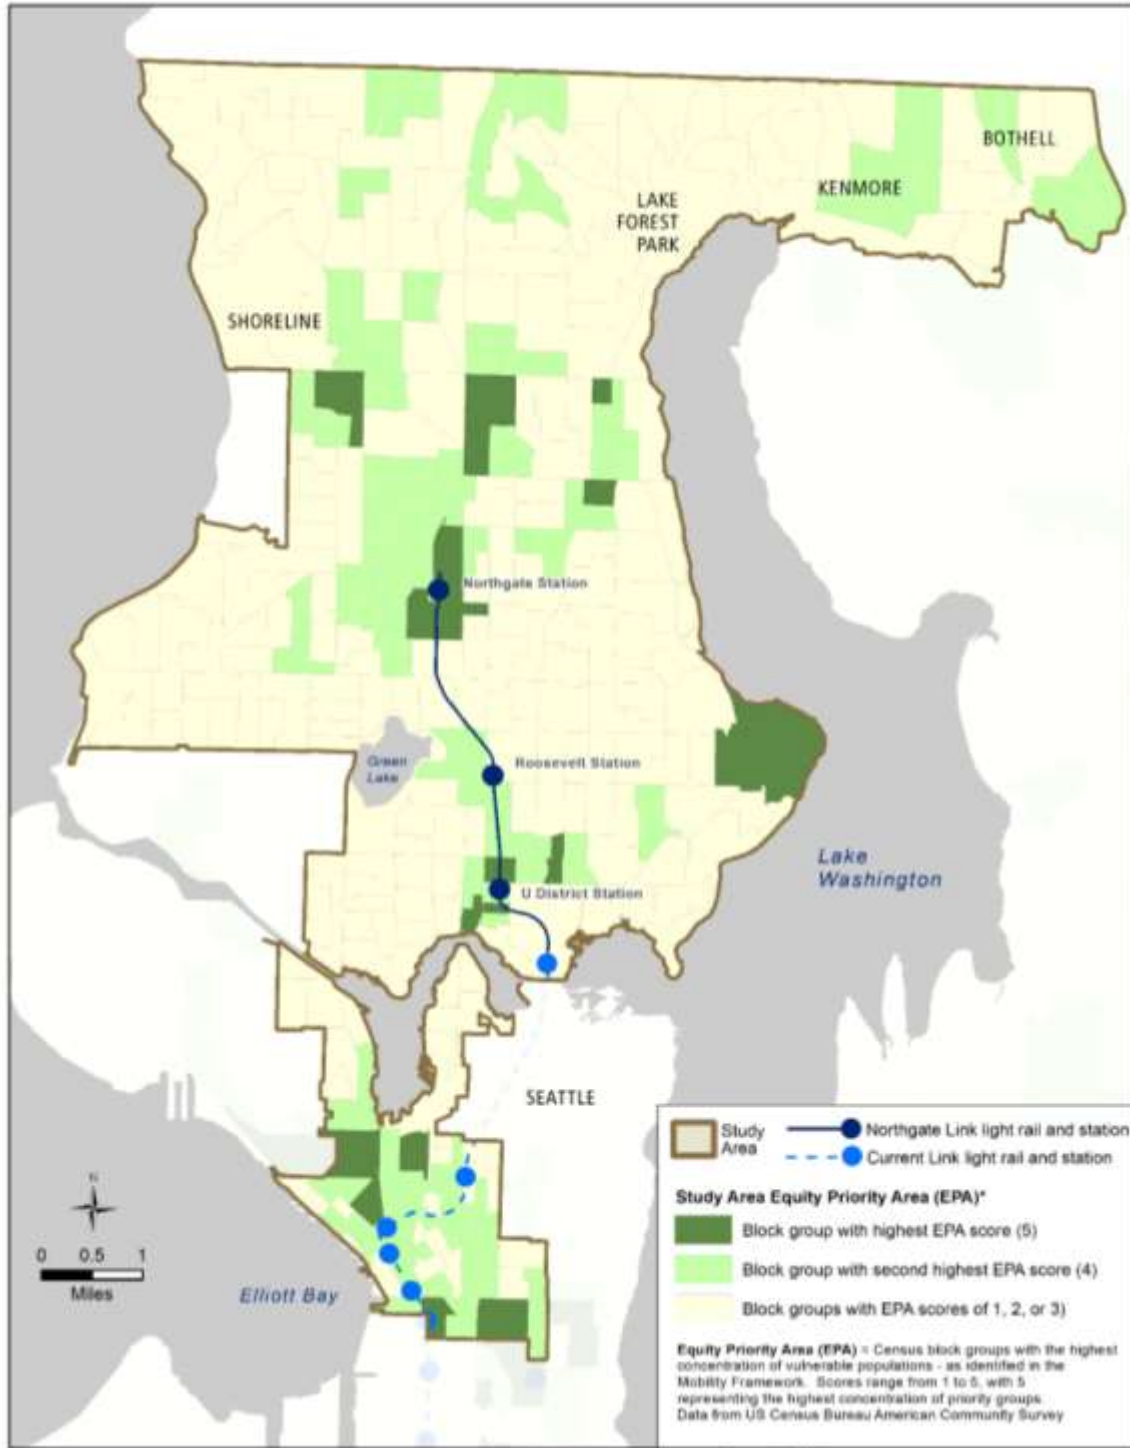 BOTHELL
KENMORE
LAKE
FOREST
PARK
SHORELINE
Northgate Station
Green
Lake
Roosevelt Station
Lake
Washington
U District Station
SEATTLE
N
0 0.5 1
Miles
Elliott Bay
Study
Area
Northgate Link light rail and station
Current Link light rail and station
Study Area Equity Priority Area (EPA)*
Block group with highest EPA score (5)
Block group with second highest EPA score (4)
Block groups with EPA scores of 1, 2, or 3)
Equity Priority Area (EPA) = Census block groups with the highest
concentration of vulnerable populations - as identified in the
Mobility Framework. Scores range from 1 to 5, with 5
representing the highest concentration of priority groups.
Data from US Census Bureau American Community Survey